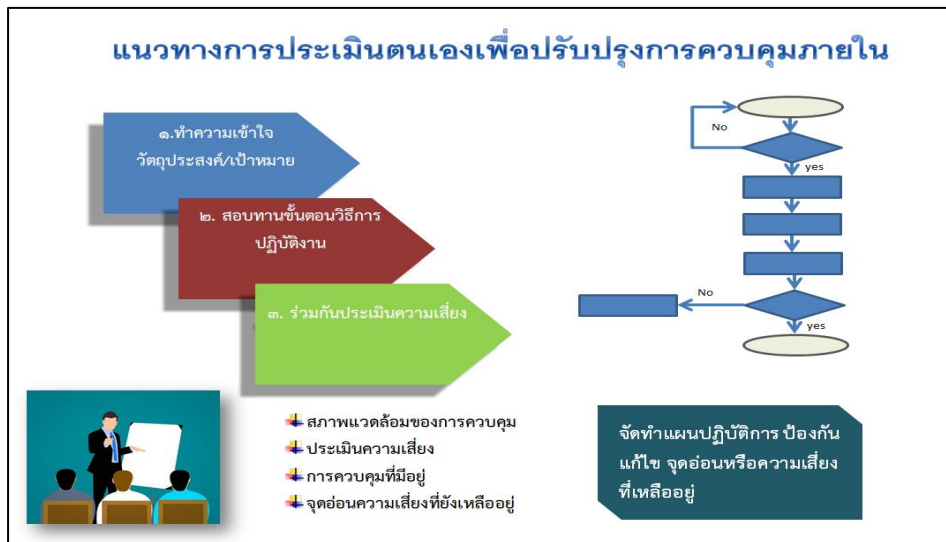 แนวทางการประเมินตนเองเพื่อปรับปรุงการควบคุมภายใน
๑.ทำความเข้าใจ
วัตถุประสงค์/เป้าหมาย
๒. สอบทานขั้นตอนวิธีการ
ปฏิบัติงาน
๓. ร่วมกันประเมินความเสี่ยง
No
yes
No
yes
สภาพแวดล้อมของการควบคุม
ประเมินความเสี่ยง
การควบคุมที่มีอยู่
จุดอ่อนความเสี่ยงที่ยังเหลืออยู่
จัดทำแผนปฏิบัติการ ป้องกัน
แก้ไข จุดอ่อนหรือความเสี่ยง
ที่เหลืออยู่